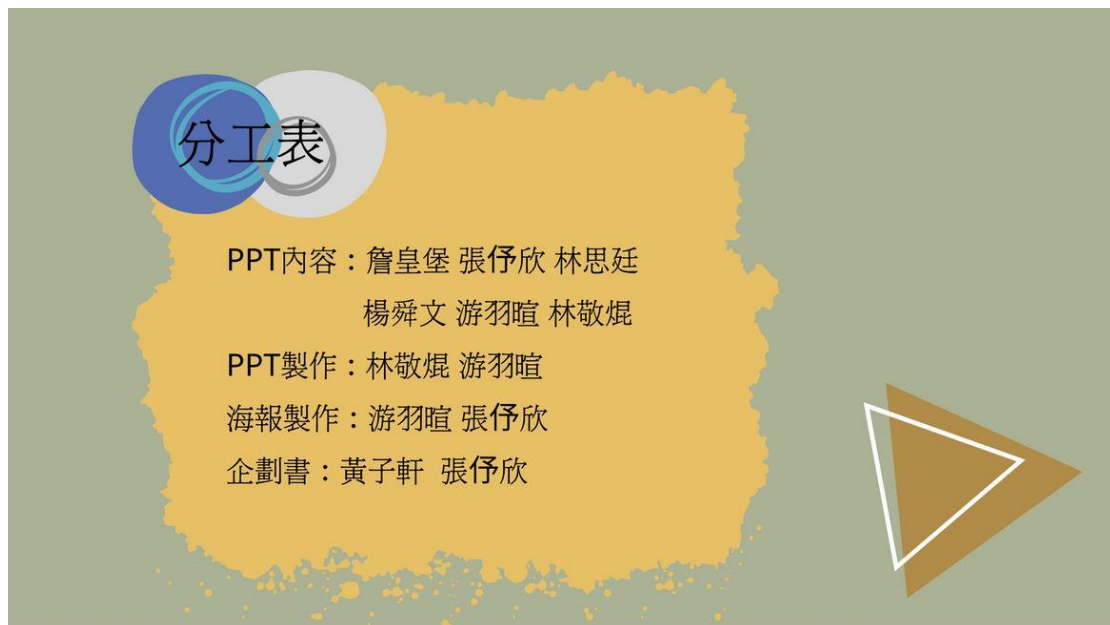 分工表
PPT內容：詹皇堡 張伃欣 林思廷
楊舜文 游羽暄 林敬焜
PPT製作：林敬焜 游羽暄
海報製作：游羽暄 張伃欣
企劃書：黃子軒 張伃欣